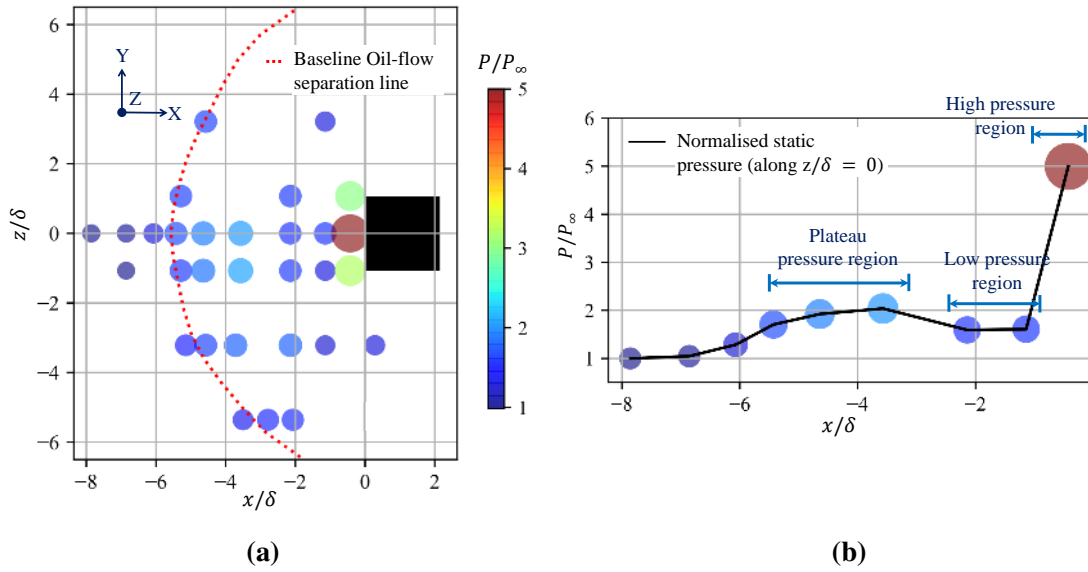 6
4
2
0
−2
−4
−6
z/δ
−8
−6
−4
−2
0
2
x/δ
Y
Z
X
Baseline Oil-flow
separation line
P/P∞
5
4
3
2
1
(a)
High pressure
region
Normalised static
pressure (along z/δ = 0)
Plateau
pressure region
Low pressure
region
6
5
4
3
2
1
P/P∞
−8
−6
−4
−2
x/δ
(b)